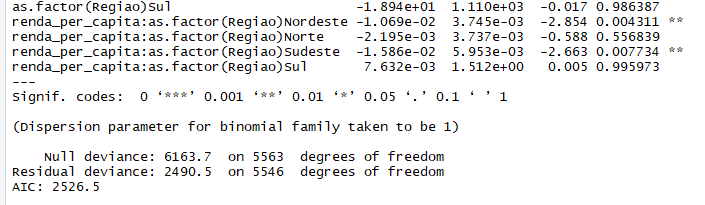 as.factor(Regiao)Sul -1.894e+01 1.110e+03 -0.017 0.986387
renda_per_capita:as.factor(Regiao)Nordeste -1.069e-02 3.745e-03 -2.854 0.004311 **
renda_per_capita:as.factor(Regiao)Norte -2.195e-03 3.737e-03 -0.588 0.556839
renda_per_capita:as.factor(Regiao)Sudeste -1.586e-02 5.953e-03 -2.663 0.007734 **
renda_per_capita:as.factor(Regiao)Sul 7.632e-03 1.512e+00 0.005 0.995973
---
Signif. codes: 0 ‘***’ 0.001 ‘**’ 0.01 ‘*’ 0.05 ‘.’ 0.1 ‘ ’ 1
(Dispersion parameter for binomial family taken to be 1)
Null deviance: 6163.7 on 5563 degrees of freedom
Residual deviance: 2490.5 on 5546 degrees of freedom
AIC: 2526.5